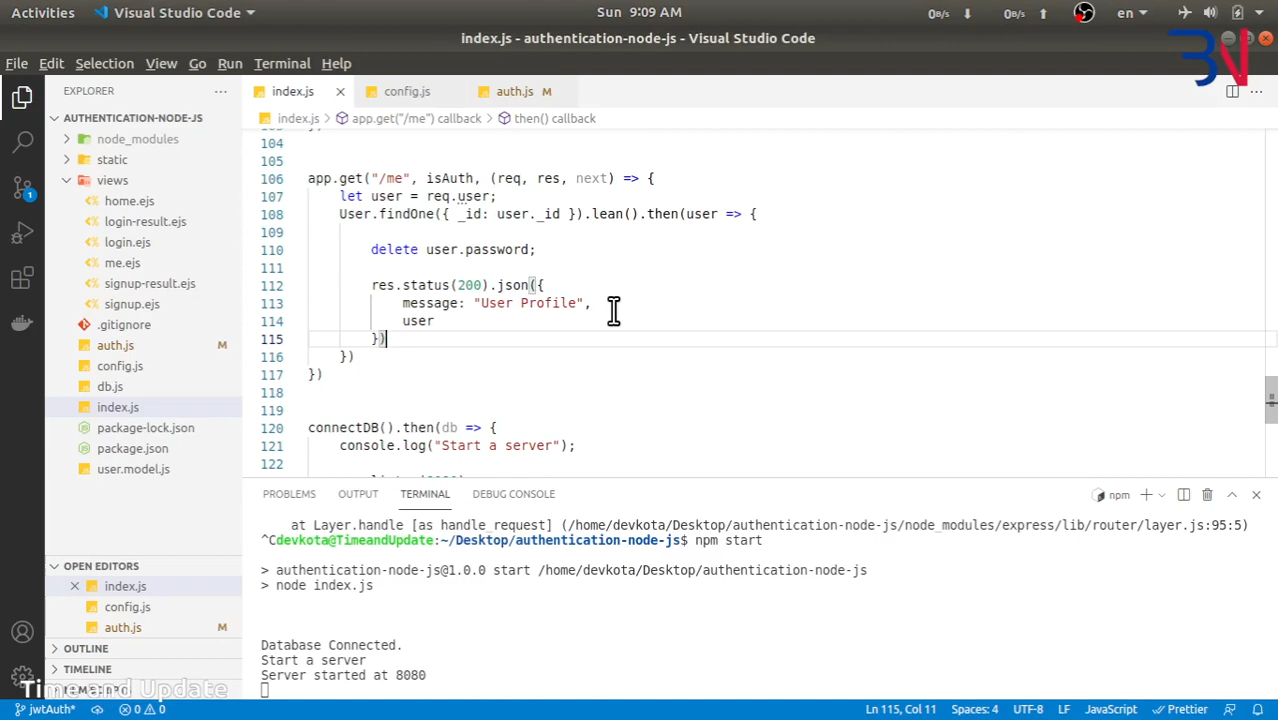 Activities Visual Studio Code Sun 9:09 AM 0B/s 0B/s en
index.js - authentication-node-js - Visual Studio Code
File Edit Selection View Go Run Terminal Help
EXPLORER
index.js config.js auth.js M
AUTHENTICATION-NODE-JS
index.js > app.get("/me") callback > then() callback
node_modules
static
views
home.ejs
login-result.ejs
login.ejs
me.ejs
signup-result.ejs
signup.ejs
.gitignore
auth.js M
config.js
db.js
index.js
package-lock.json
package.json
user.model.js
104
105
106 app.get("/me", isAuth, (req, res, next) => {
107 let user = req.user;
108 User.findOne({ _id: user._id }).lean().then(user => {
109
110 delete user.password;
111
112 res.status(200).json({
113 message: "User Profile",
114 user
115 })
116 })
117 })
118
119
120 connectDB().then(db => {
121 console.log("Start a server");
122
PROBLEMS OUTPUT TERMINAL DEBUG CONSOLE npm
at Layer.handle [as handle_request] (/home/devkota/Desktop/authentication-node-js/node_modules/express/lib/router/layer.js:95:5)
^Cdevkota@TimeandUpdate:~/Desktop/authentication-node-js$ npm start
> authentication-node-js@1.0.0 start /home/devkota/Desktop/authentication-node-js
> node index.js
Database Connected.
Start a server
Server started at 8080
OPEN EDITORS
index.js
config.js
auth.js M
OUTLINE
TIMELINE
Time and Update
jwtAuth* 0 0 Ln 115, Col 11 Spaces: 4 UTF-8 LF JavaScript Prettier